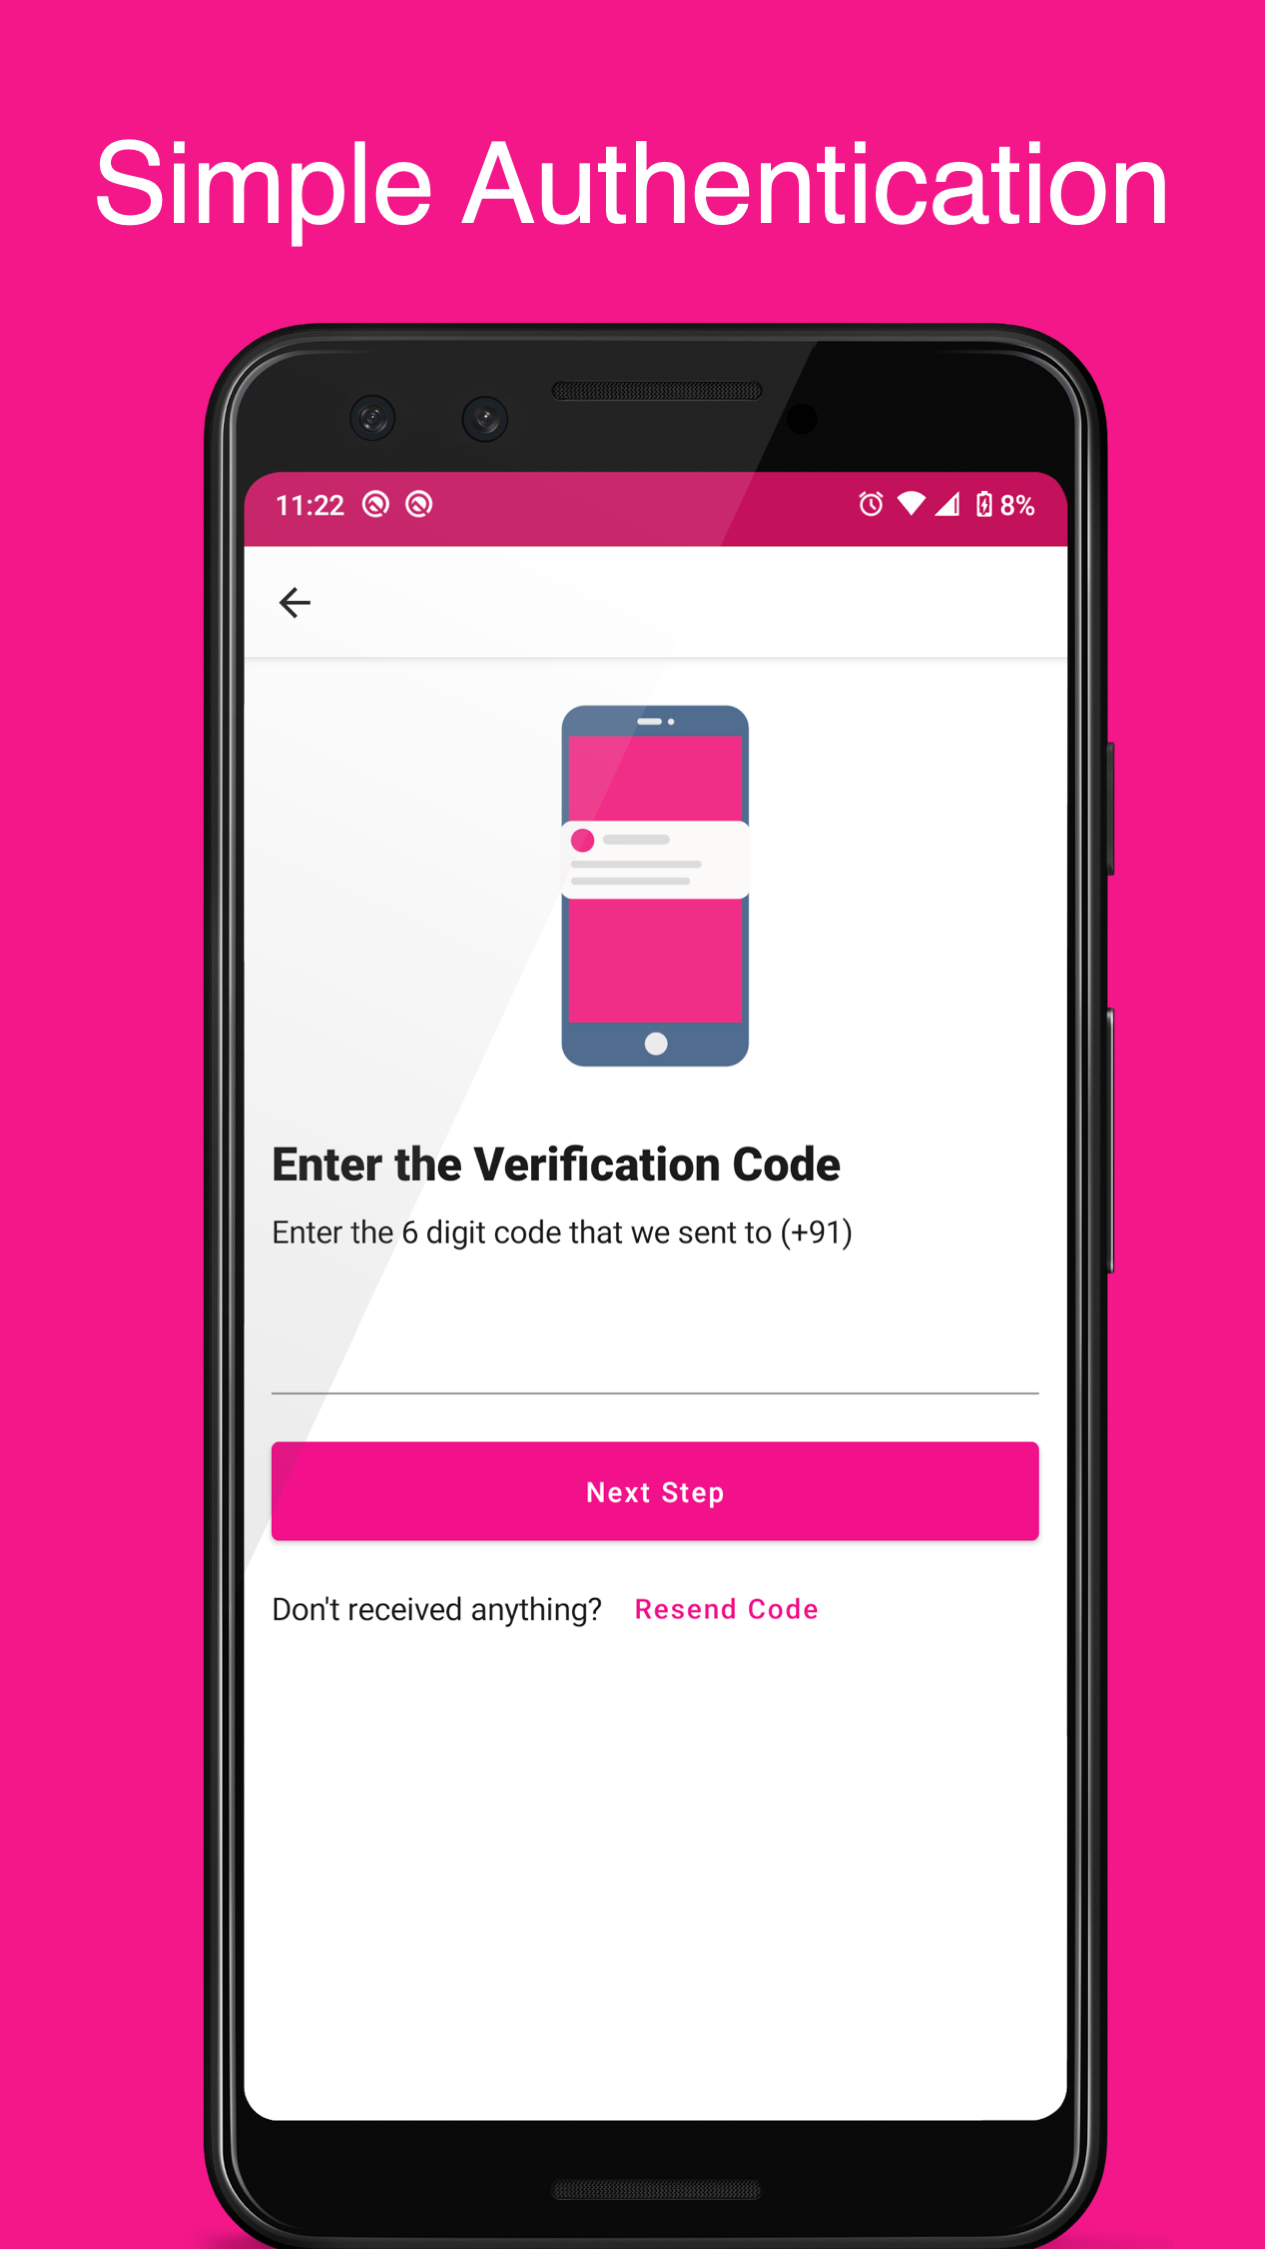 Simple Authentication
11:22 8%
Enter the Verification Code
Enter the 6 digit code that we sent to (+91)
Next Step
Don't received anything? Resend Code